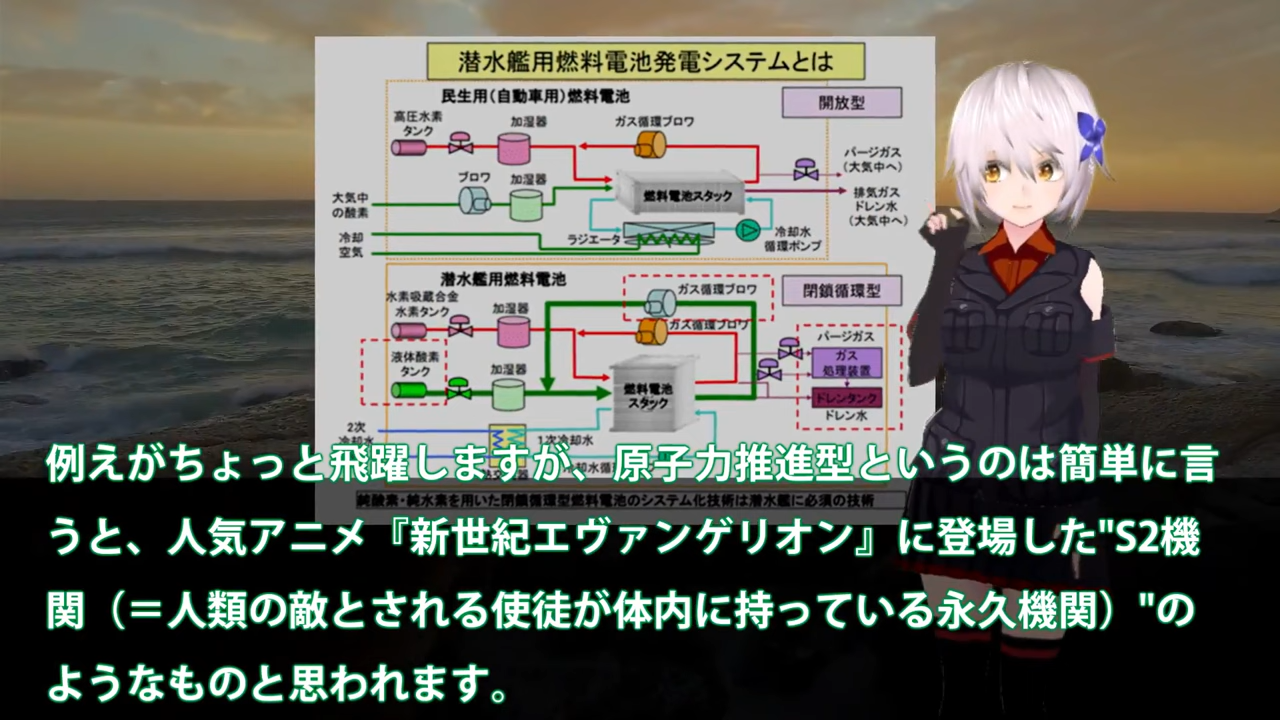 潜水艦用燃料電池発電システムとは
民生用(自動車用)燃料電池
開放型
高圧水素
タンク
加湿器
ガス循環ブロワ
パージガス
(大気中へ)
ブロワ
加湿器
燃料電池スタック
大気中
の酸素
排気ガス
ドレン水
(大気中へ)
冷却
空気
ラジエータ
冷却水
循環ポンプ
潜水艦用燃料電池
閉鎖循環型
水素吸蔵合金
水素タンク
加湿器
ガス循環ブロワ
ガス循環ブロワ
パージガス
ガス
処理装置
液体酸素
タンク
加湿器
燃料電池
スタック
ドレンタンク
ドレン水
2次
冷却水
1次冷却水
純酸素・純水素を用いた閉鎖循環型燃料電池のシステム化技術は潜水艦に必須の技術
例えがちょっと飛躍しますが、原子力推進型というのは簡単に言
うと、人気アニメ『新世紀エヴァンゲリオン』に登場した"S2機
関（＝人類の敵とされる使徒が体内に持っている永久機関）"の
ようなものと思われます。